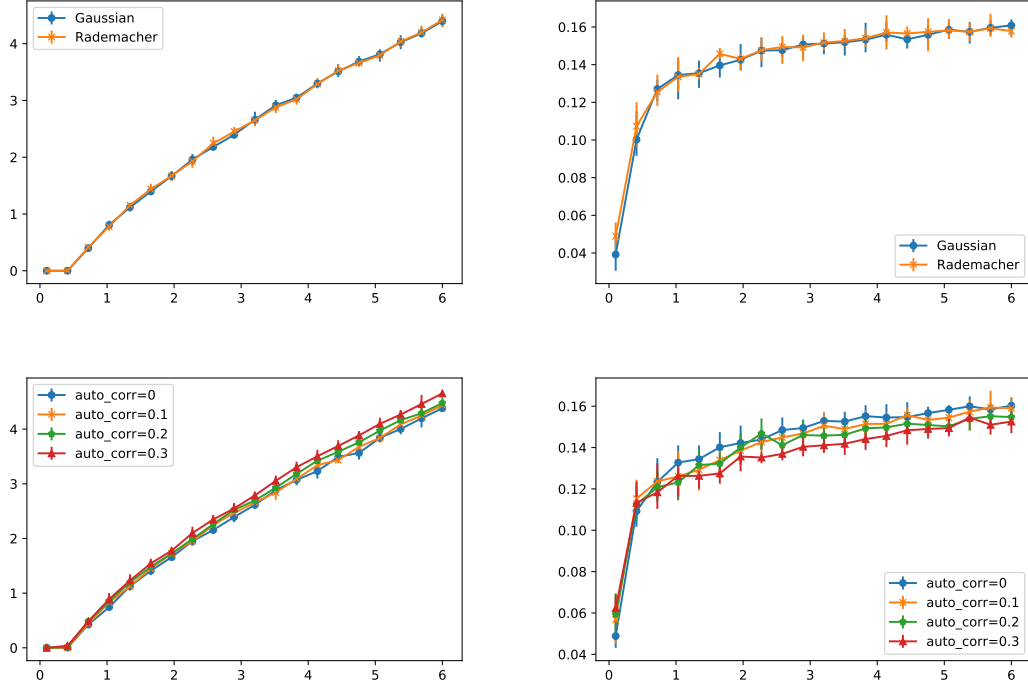 Gaussian
Rademacher
4
3
2
1
0
0 1 2 3 4 5 6
0.16
0.14
0.12
0.10
0.08
0.06
0.04
Gaussian
Rademacher
0 1 2 3 4 5 6
auto_corr=0
auto_corr=0.1
auto_corr=0.2
auto_corr=0.3
4
3
2
1
0
0 1 2 3 4 5 6
0.16
0.14
0.12
0.10
0.08
0.06
0.04
auto_corr=0
auto_corr=0.1
auto_corr=0.2
auto_corr=0.3
0 1 2 3 4 5 6